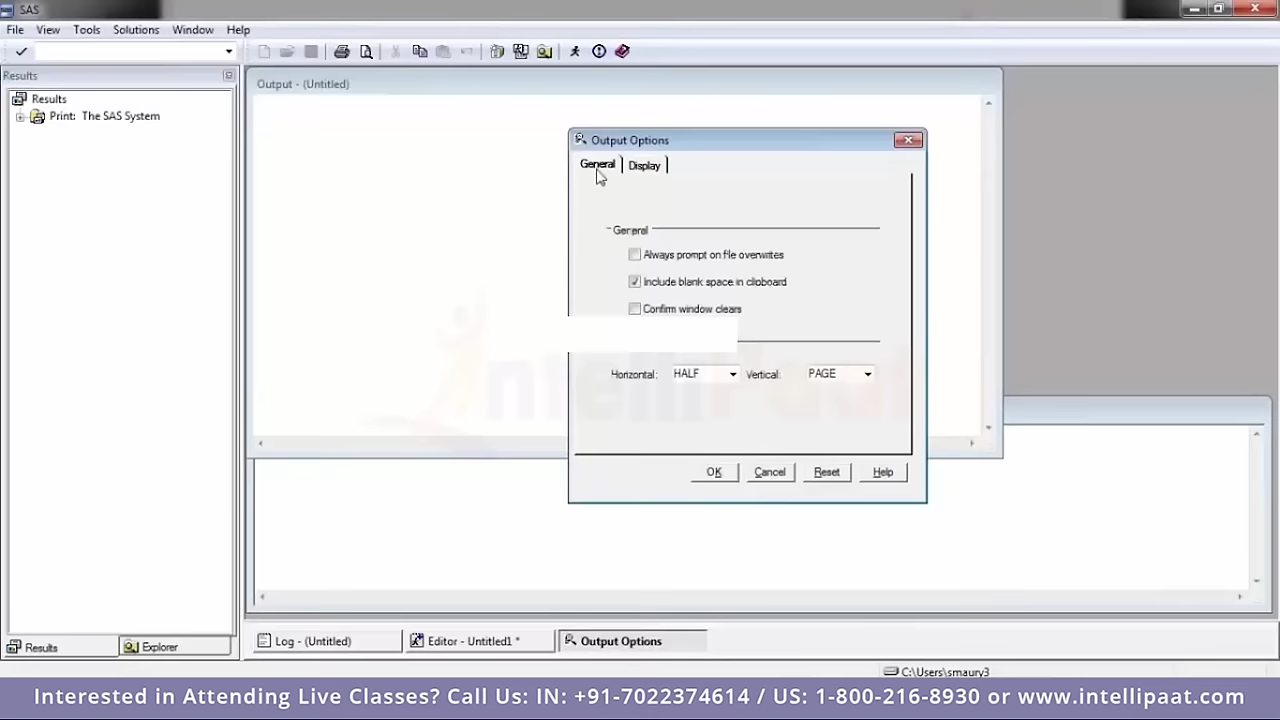 SAS
File View Tools Solutions Window Help
Results
Results
Print: The SAS System
Output - (Untitled)
Output Options
General Display
General
Always prompt on file overwrites
Include blank space in clipboard
Confirm window clears
Horizontal: HALF Vertical: PAGE
OK Cancel Reset Help
Results Explorer
Log - (Untitled) Editor - Untitled1 * Output Options
C:\Users\smaury3
Interested in Attending Live Classes? Call Us: IN: +91-7022374614 / US: 1-800-216-8930 or www.intellipaat.com